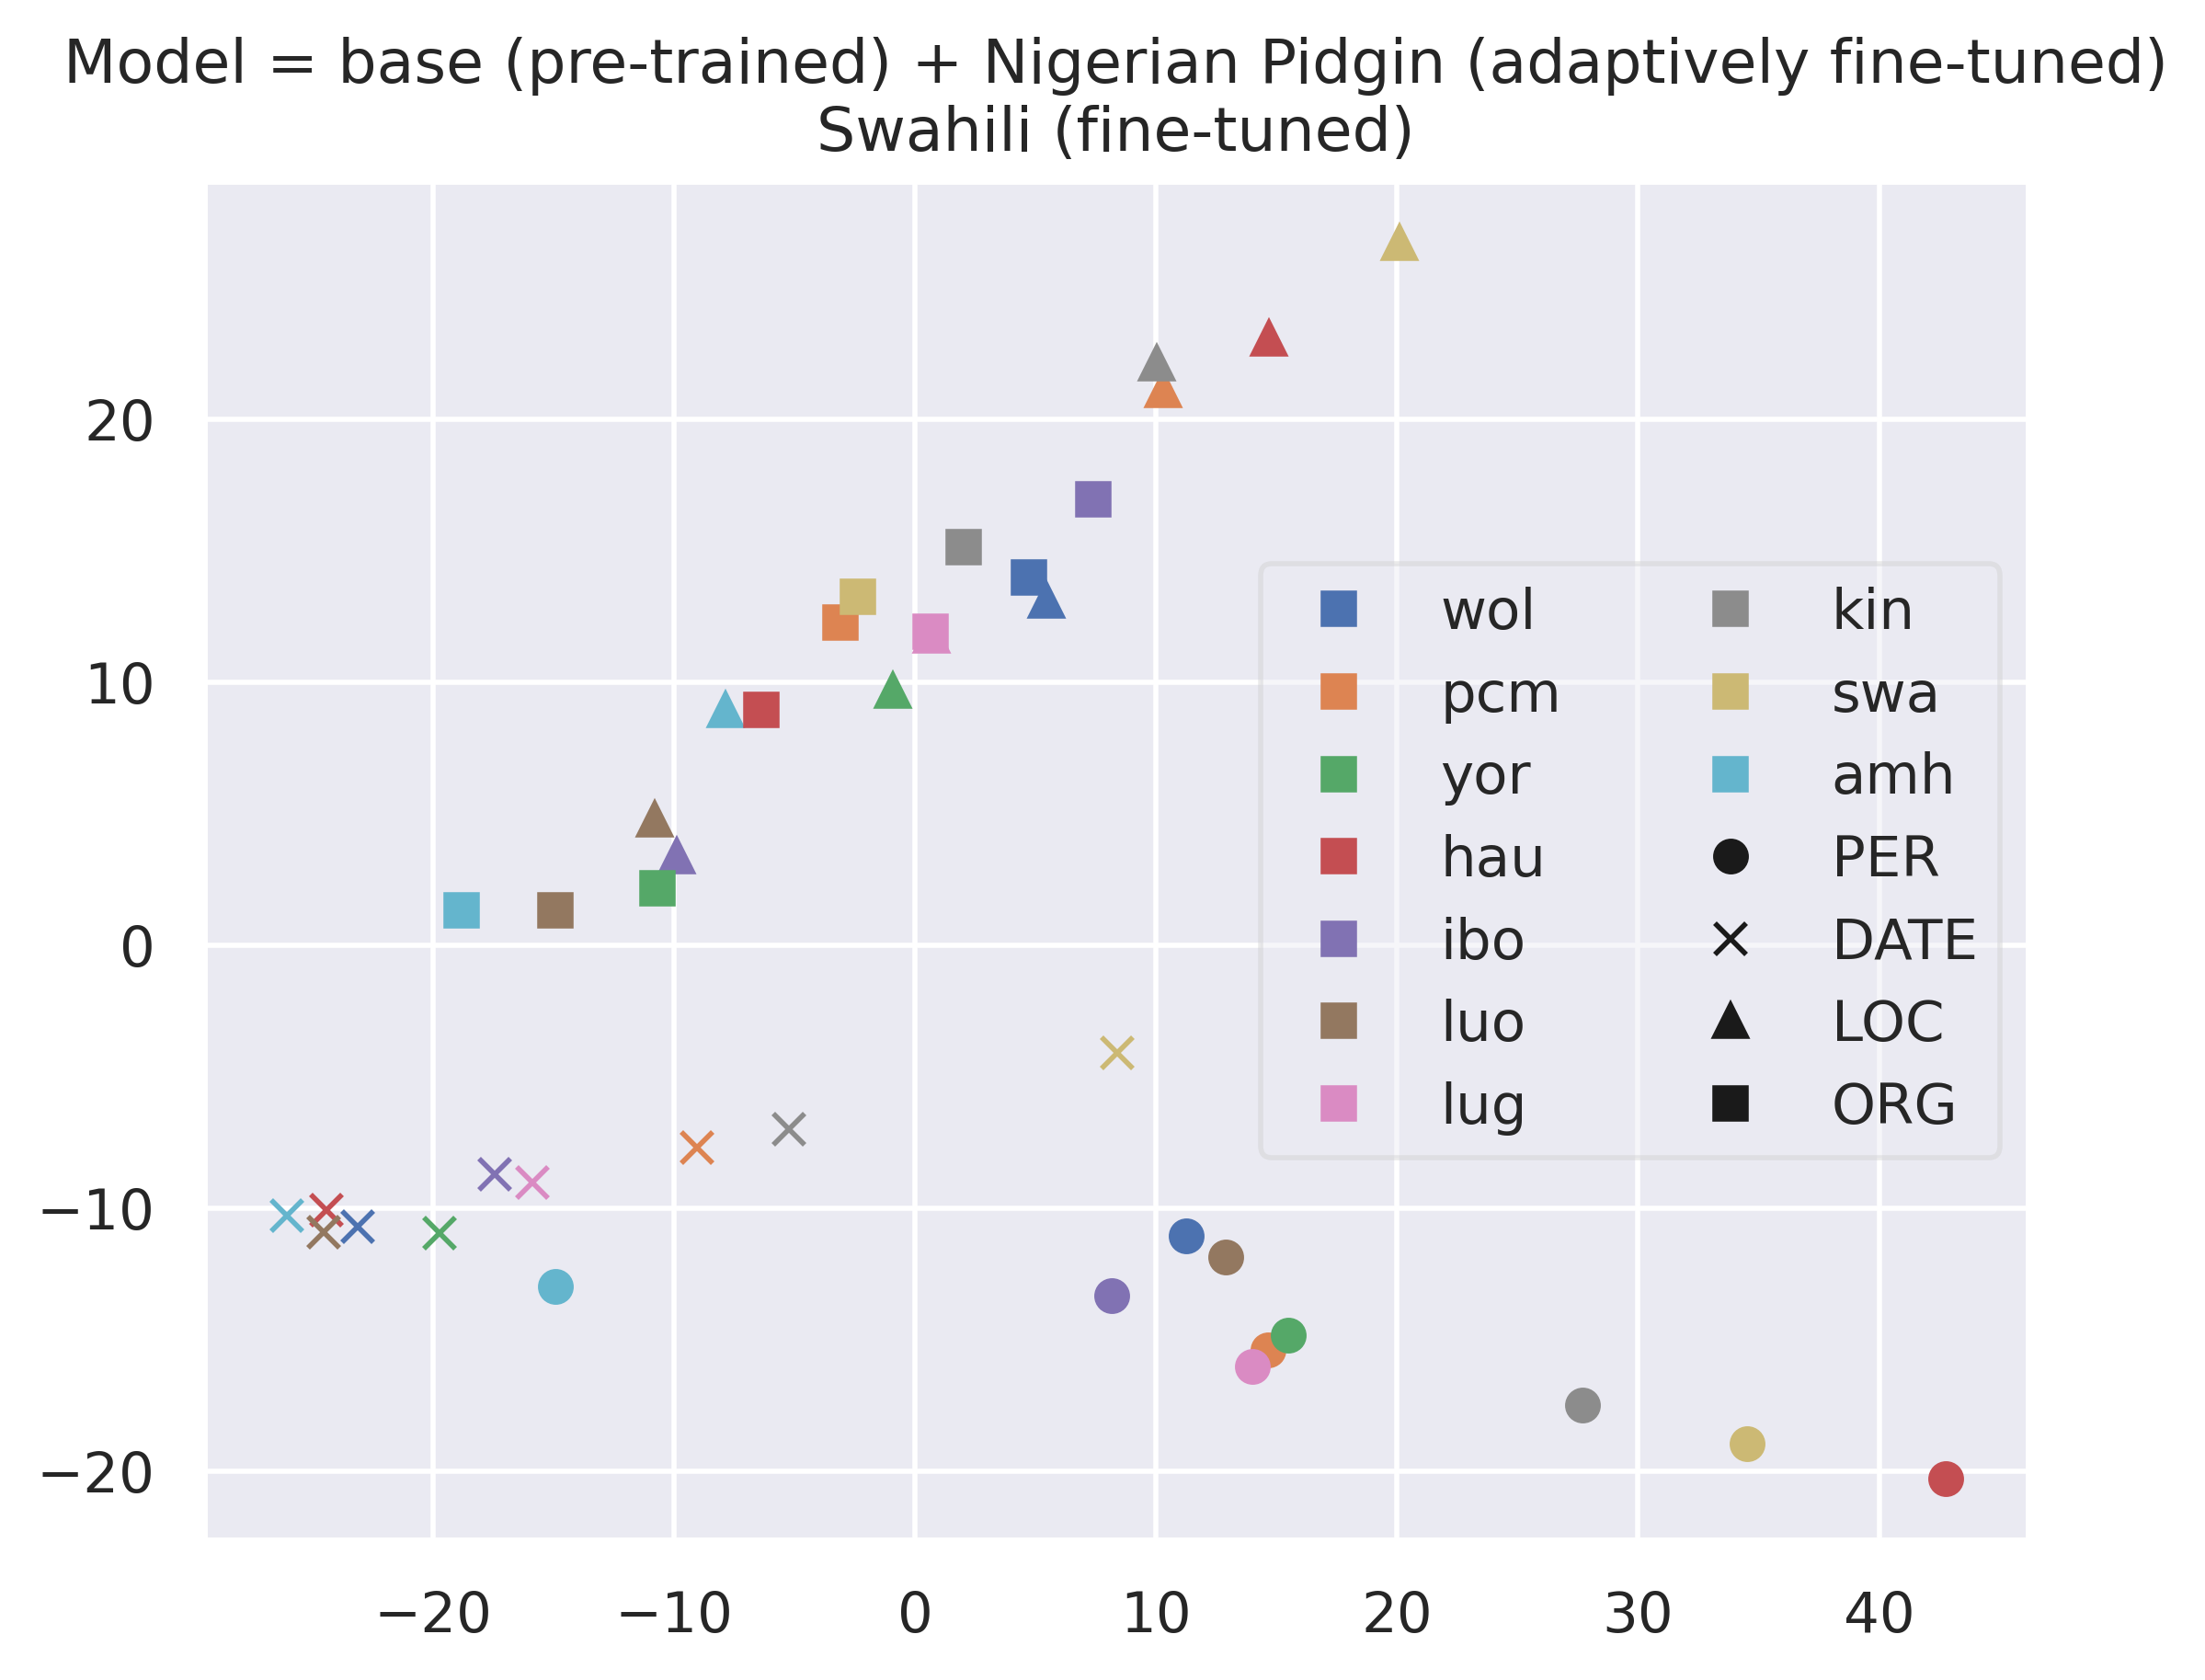 Model = base (pre-trained) + Nigerian Pidgin (adaptively fine-tuned)
Swahili (fine-tuned)
20
10
0
−10
−20
wol
pcm
yor
hau
ibo
luo
lug
kin
swa
amh
PER
DATE
LOC
ORG
−20
−10
0
10
20
30
40